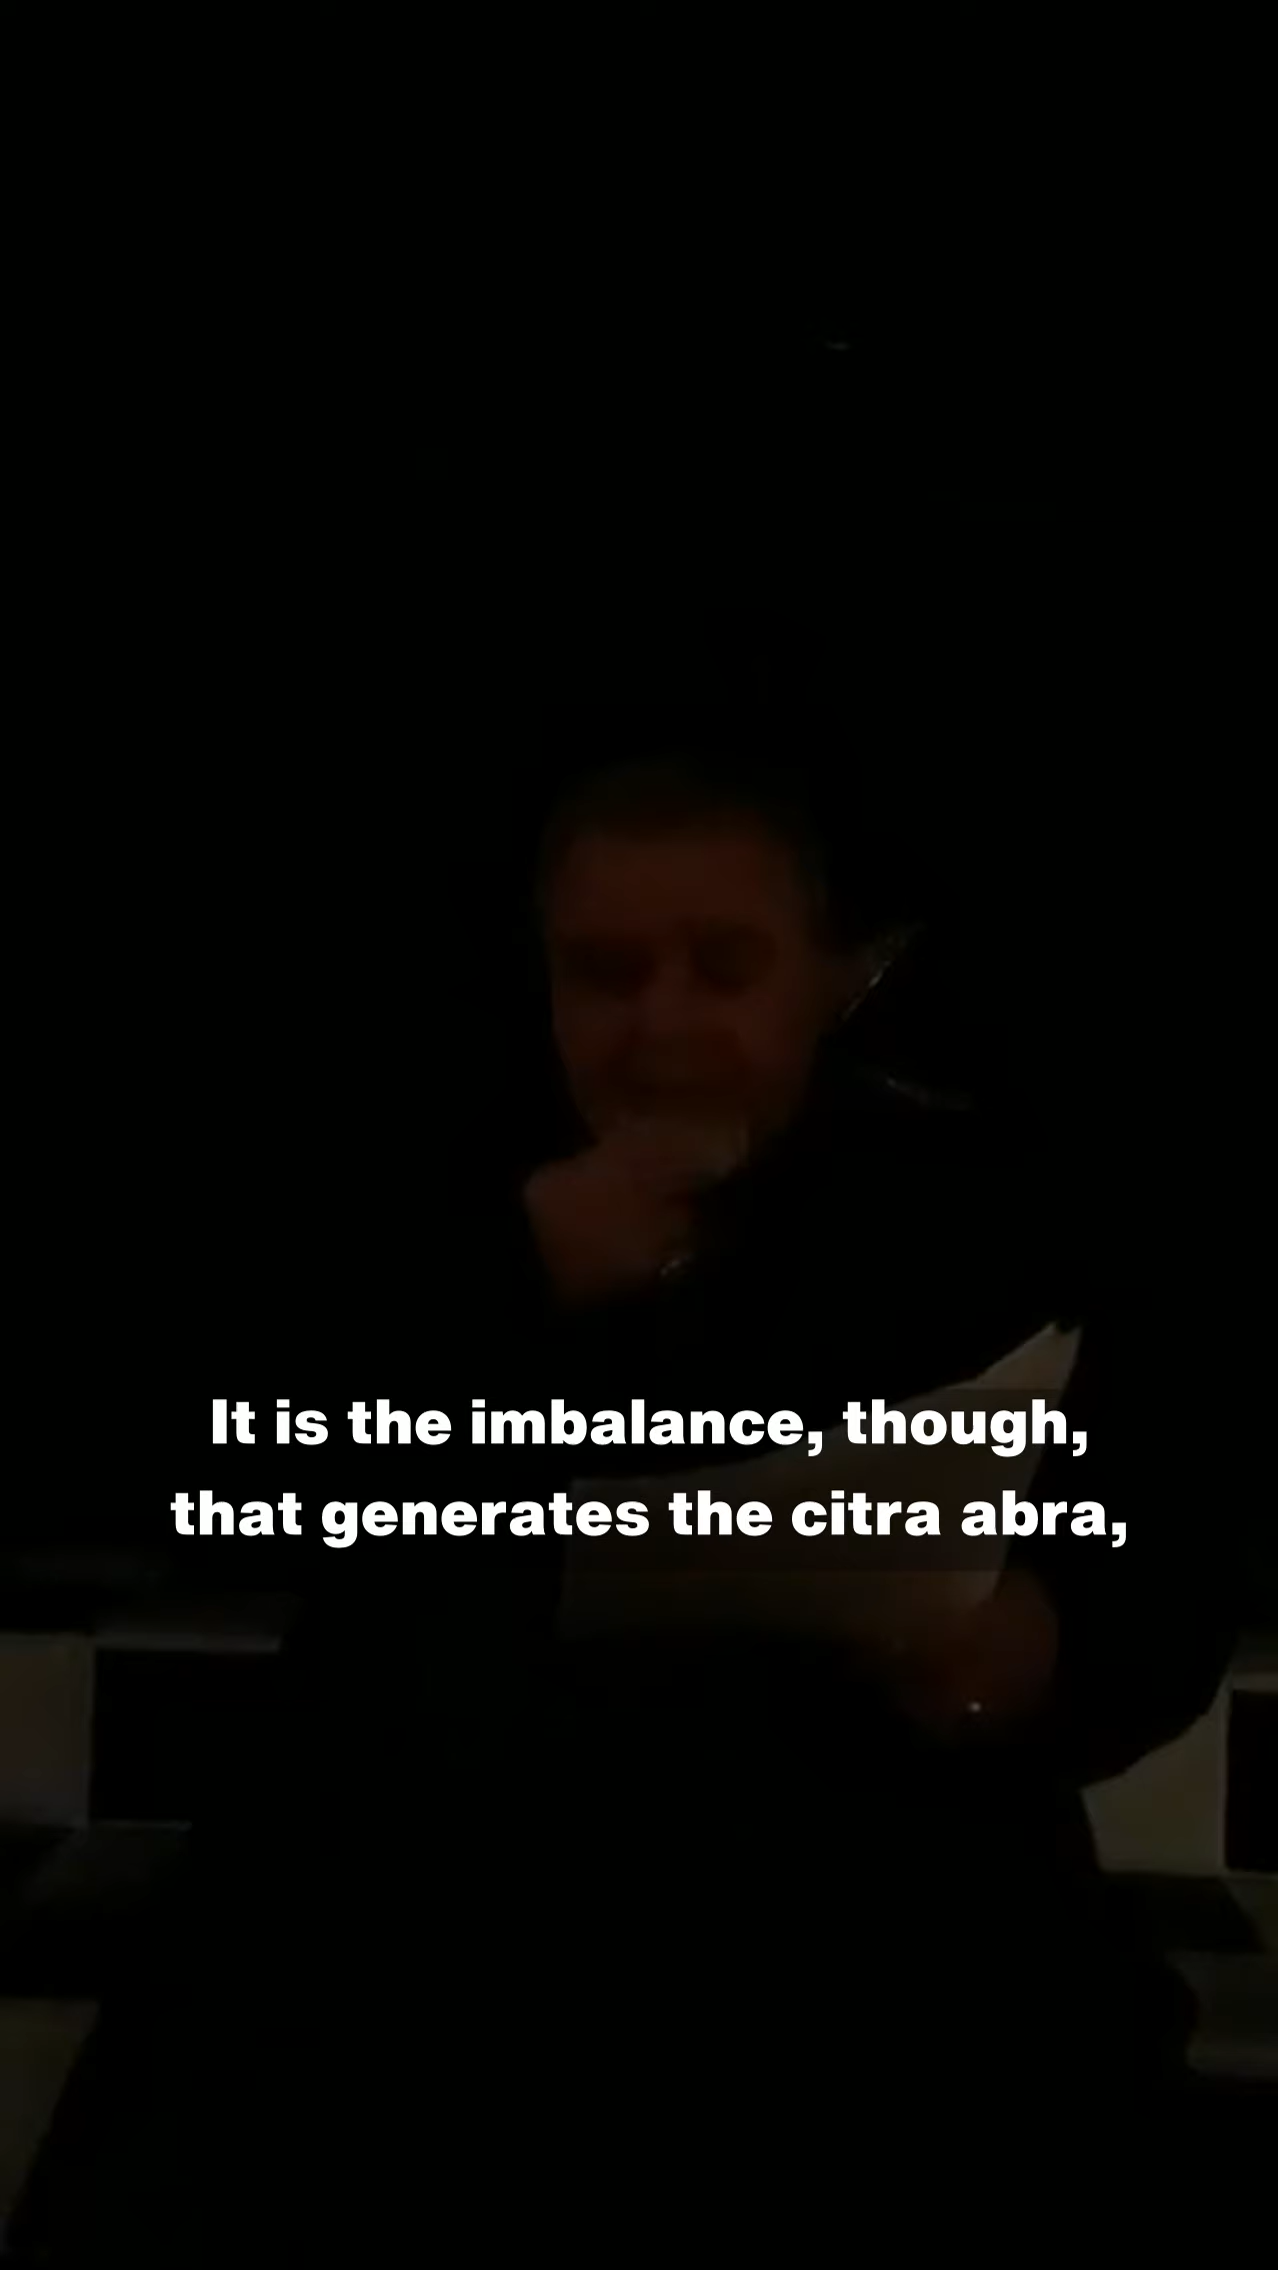 It is the imbalance, though,
that generates the citra abra,